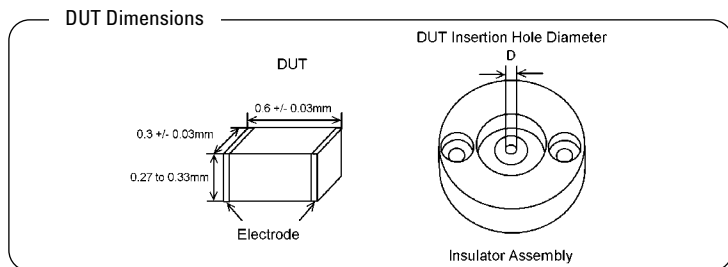 DUT Dimensions
DUT Insertion Hole Diameter
D
DUT
0.6 +/- 0.03mm
0.3 +/- 0.03mm
0.27 to 0.33mm
Electrode
Insulator Assembly